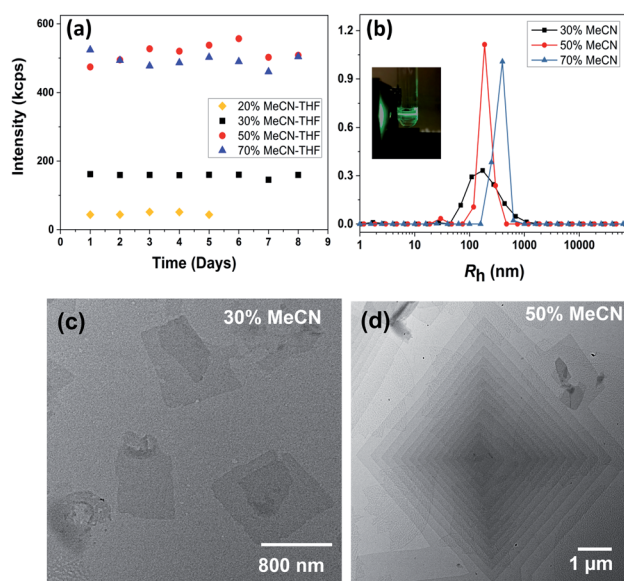 (a)
600
400
200
0
0 1 2 3 4 5 6 7 8 9
Intensity (kcps)
Time (Days)
20% MeCN-THF
30% MeCN-THF
50% MeCN-THF
70% MeCN-THF
(b)
1.2
0.9
0.6
0.3
0.0
1 10 100 1000 10000
Rh (nm)
30% MeCN
50% MeCN
70% MeCN
(c)
30% MeCN
800 nm
(d)
50% MeCN
1 µm